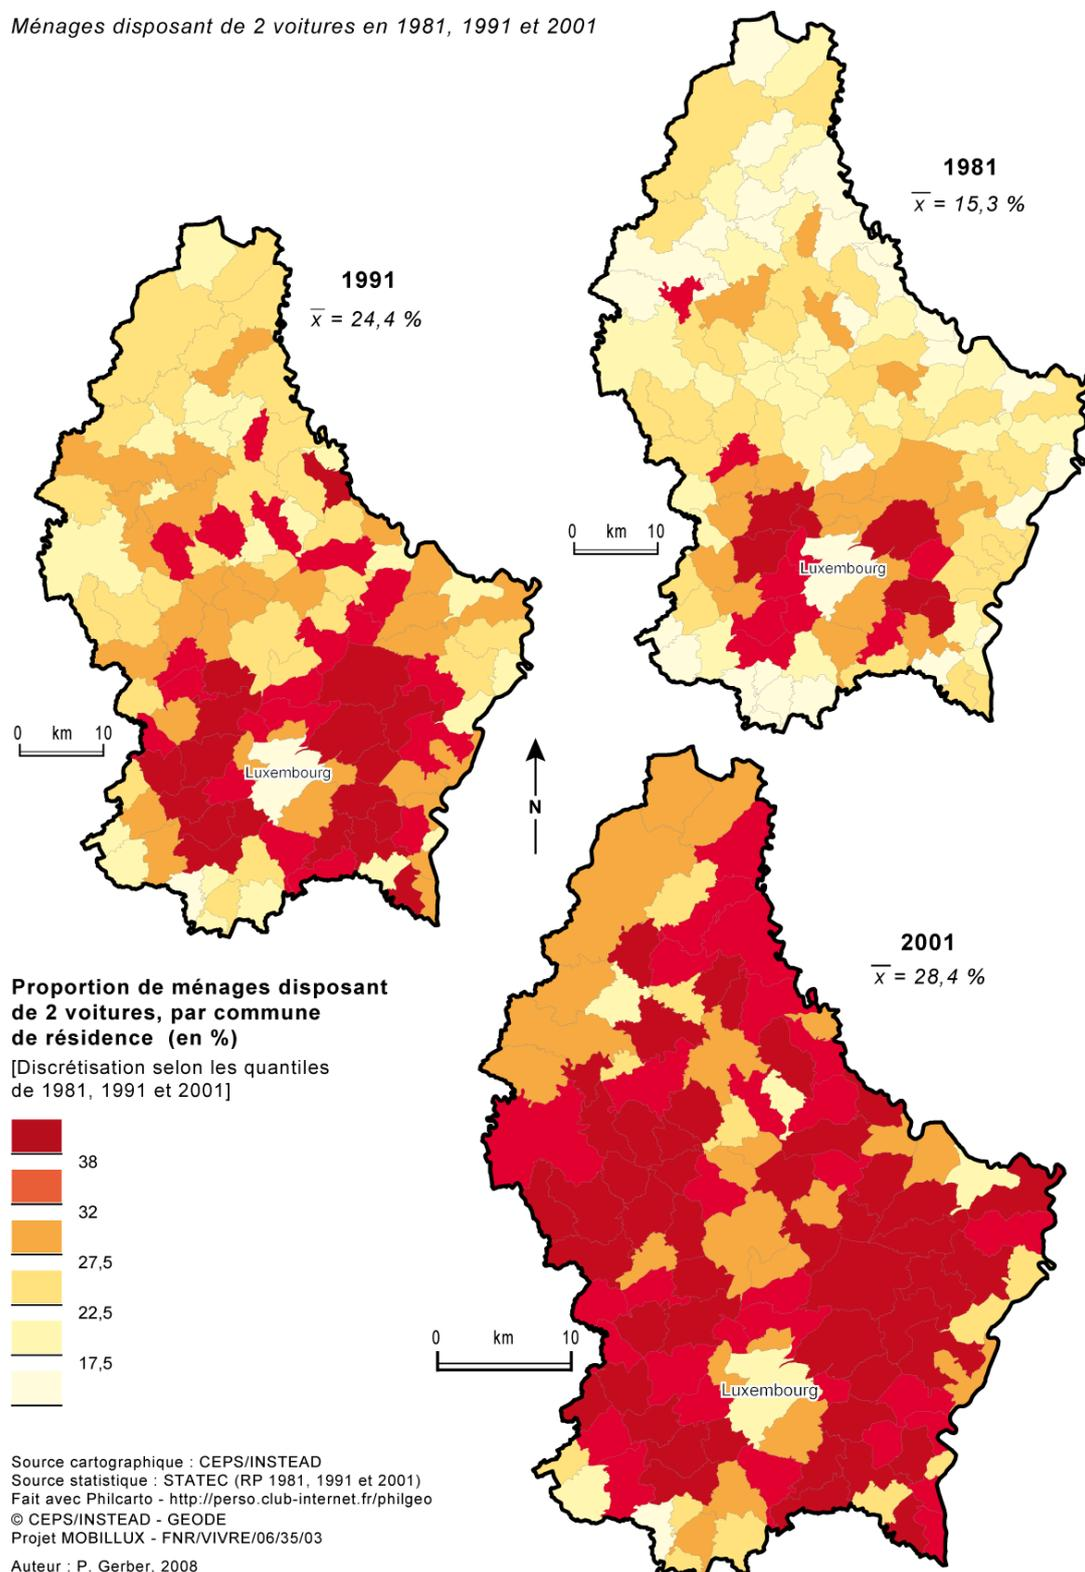 Ménages disposant de 2 voitures en 1981, 1991 et 2001
1981
x = 15,3 %
1991
x = 24,4 %
0 km 10
Luxembourg
0 km 10
Luxembourg
N
2001
x = 28,4 %
Proportion de ménages disposant
de 2 voitures, par commune
de résidence (en %)
[Discrétisation selon les quantiles
de 1981, 1991 et 2001]
38
32
27,5
22,5
17,5
0 km 10
Luxembourg
Source cartographique : CEPS/INSTEAD
Source statistique : STATEC (RP 1981, 1991 et 2001)
Fait avec Philcarto - http://perso.club-internet.fr/philgeo
© CEPS/INSTEAD - GEODE
Projet MOBILLUX - FNR/VIVRE/06/35/03
Auteur : P. Gerber, 2008